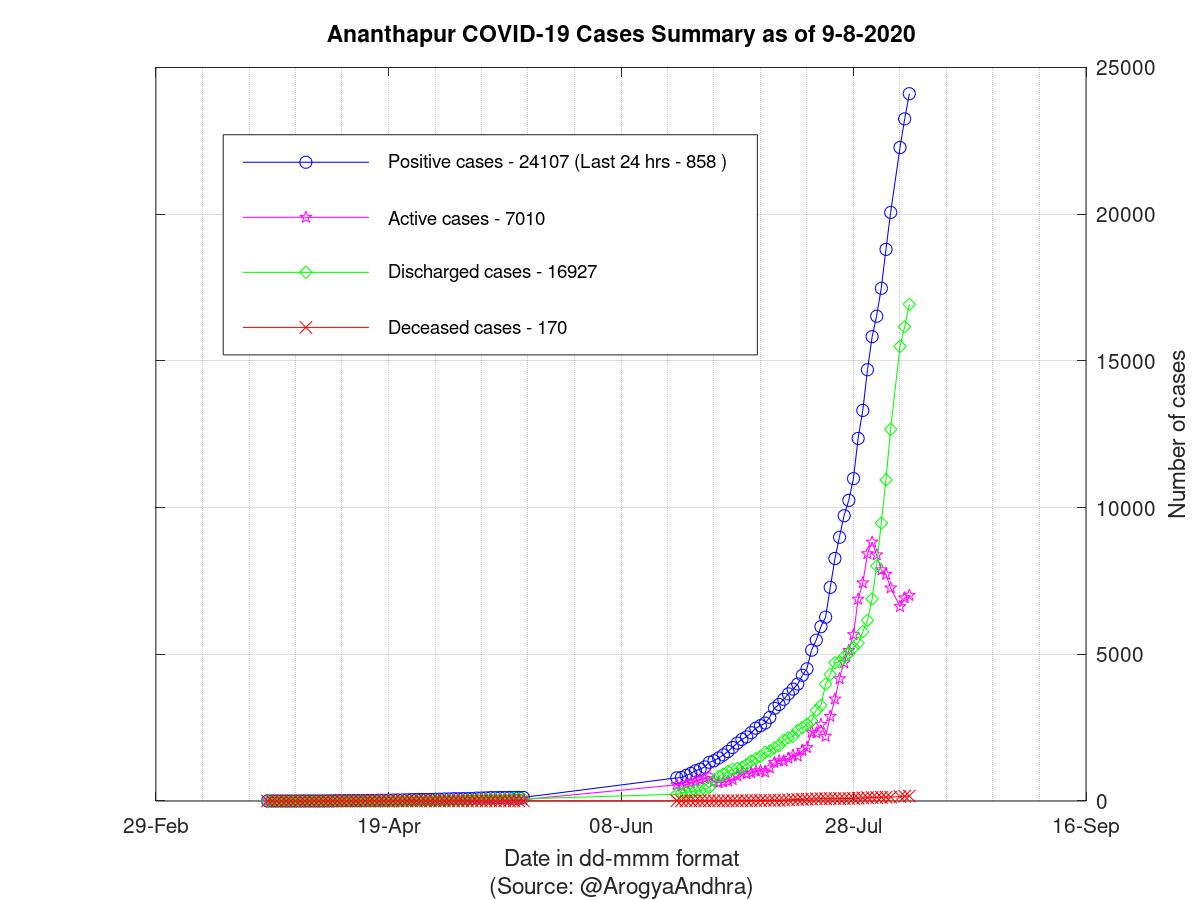 Ananthapur COVID-19 Cases Summary as of 9-8-2020
Positive cases - 24107 (Last 24 hrs - 858 )
Active cases - 7010
Discharged cases - 16927
Deceased cases - 170
25000
20000
15000
10000
5000
0
Number of cases
29-Feb
19-Apr
08-Jun
28-Jul
16-Sep
Date in dd-mmm format
(Source: @ArogyaAndhra)